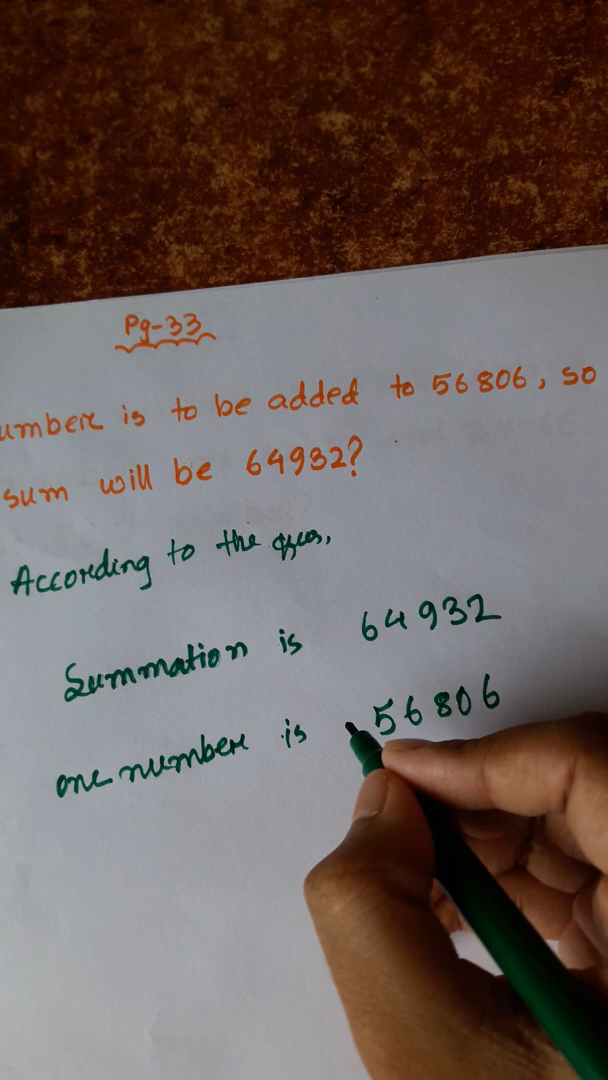 Pg-33
umber is to be added to 56806, so
sum will be 64932?
According to the ques,
Summation is 64932
one number is 56806